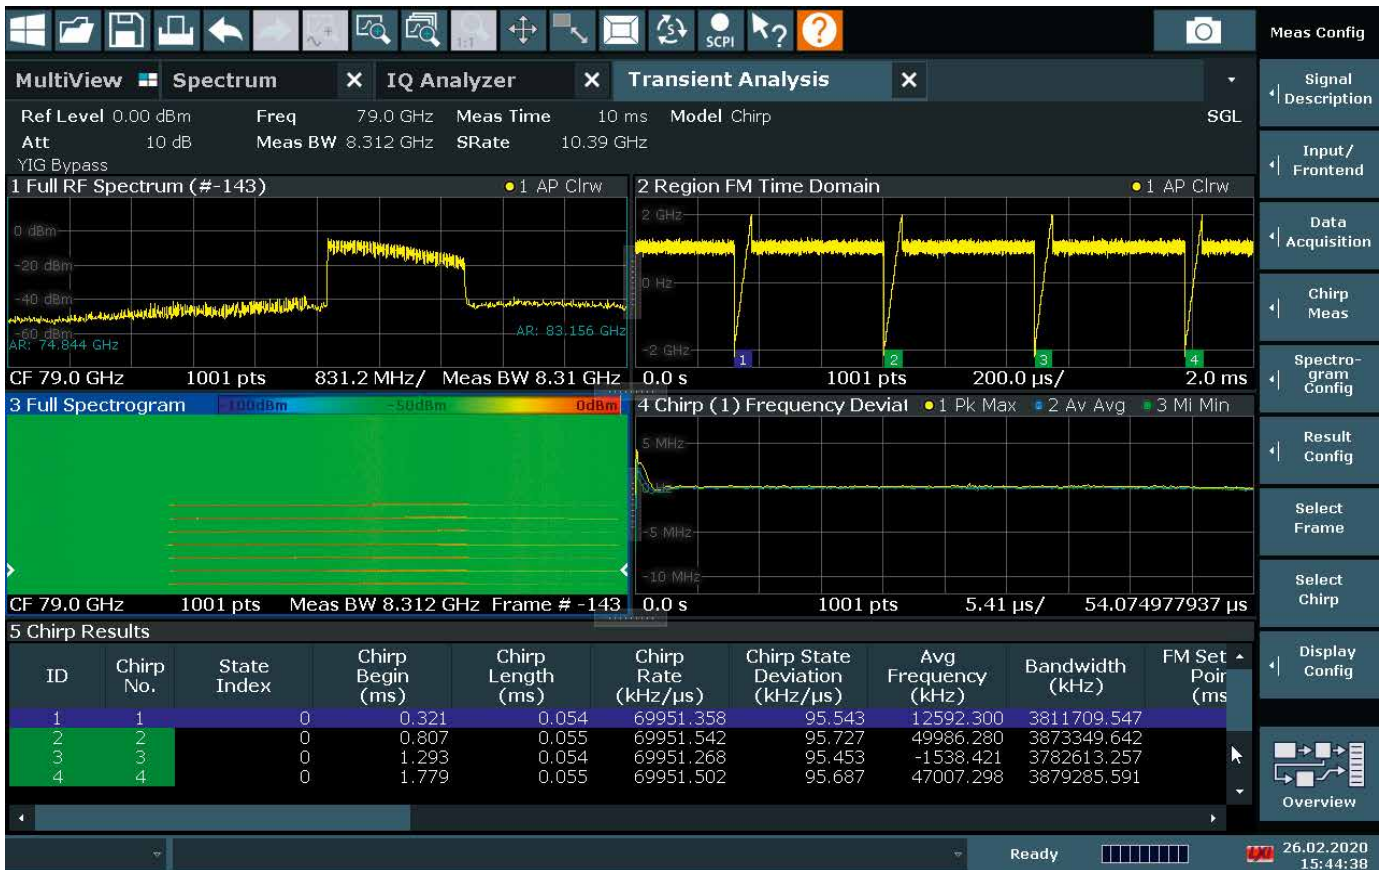 SCPI
Meas Config
MultiView
Spectrum
IQ Analyzer
Transient Analysis
Ref Level 0.00 dBm Freq 79.0 GHz Meas Time 10 ms Model Chirp SGL
Att 10 dB Meas BW 8.312 GHz SRate 10.39 GHz
YIG Bypass
1 Full RF Spectrum (#-143) 1 AP Clrw
0 dBm
-20 dBm
-40 dBm
-60 dBm
AR: 83.156 GHz
AR: 74.844 GHz
CF 79.0 GHz 1001 pts 831.2 MHz/ Meas BW 8.31 GHz
2 Region FM Time Domain 1 AP Clrw
2 GHz
0 Hz
-2 GHz
1 2 3 4
0.0 s 1001 pts 200.0 µs/ 2.0 ms
3 Full Spectrogram -100dBm -50dBm 0dBm
CF 79.0 GHz 1001 pts Meas BW 8.312 GHz Frame # -143
4 Chirp (1) Frequency Deviat 1 Pk Max 2 Av Avg 3 Mi Min
5 MHz
0 Hz
-5 MHz
-10 MHz
0.0 s 1001 pts 5.41 µs/ 54.074977937 µs
5 Chirp Results
ID Chirp No. State Index Chirp Begin (ms) Chirp Length (ms) Chirp Rate (kHz/µs) Chirp State Deviation (kHz/µs) Avg Frequency (kHz) Bandwidth (kHz) FM Set Poir (ms
1 1 0 0.321 0.054 69951.358 95.543 12592.300 3811709.547
2 2 0 0.807 0.055 69951.542 95.727 49986.280 3873349.642
3 3 0 1.293 0.054 69951.268 95.453 -1538.421 3782613.257
4 4 0 1.779 0.055 69951.502 95.687 47007.298 3879285.591
Signal
Description
Input/
Frontend
Data
Acquisition
Chirp
Meas
Spectro-
gram
Config
Result
Config
Select
Frame
Select
Chirp
Display
Config
Overview
Ready
LXI
26.02.2020
15:44:38